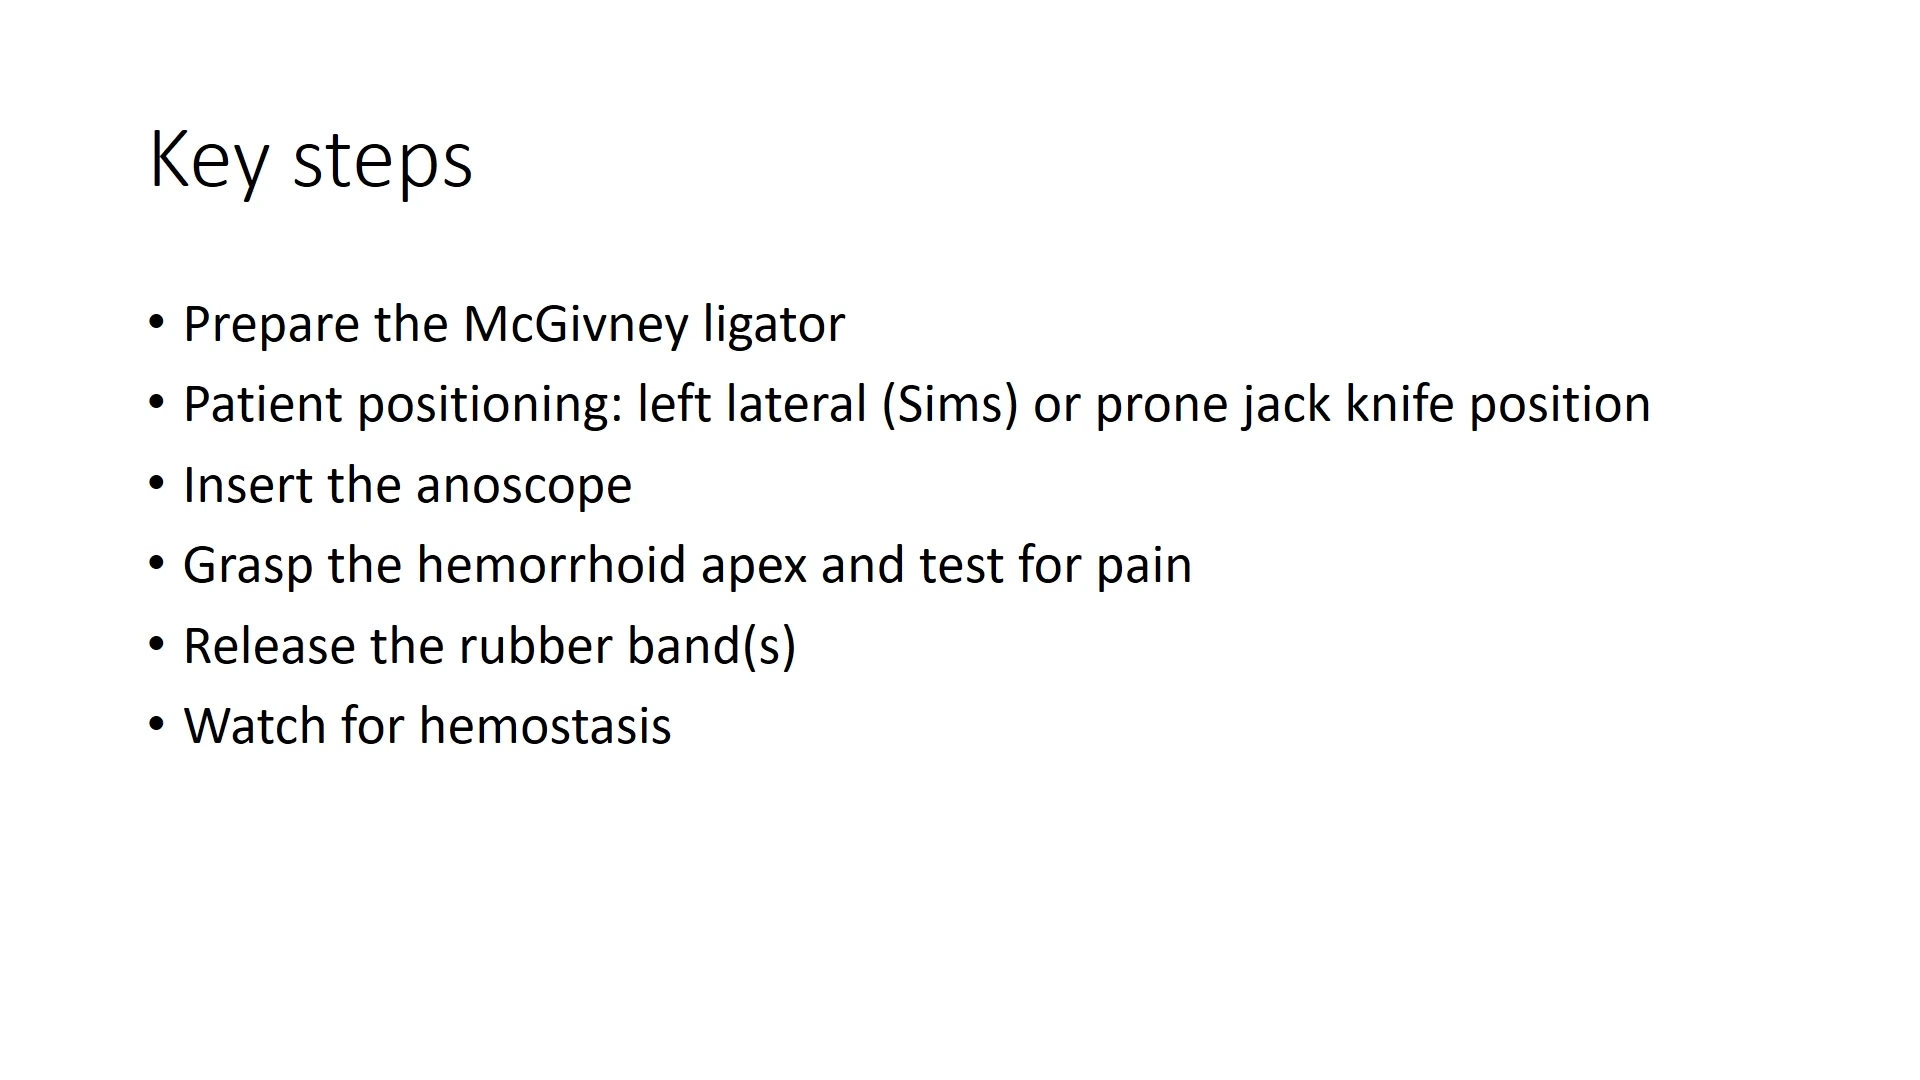 Key steps
• Prepare the McGivney ligator
• Patient positioning: left lateral (Sims) or prone jack knife position
• Insert the anoscope
• Grasp the hemorrhoid apex and test for pain
• Release the rubber band(s)
• Watch for hemostasis